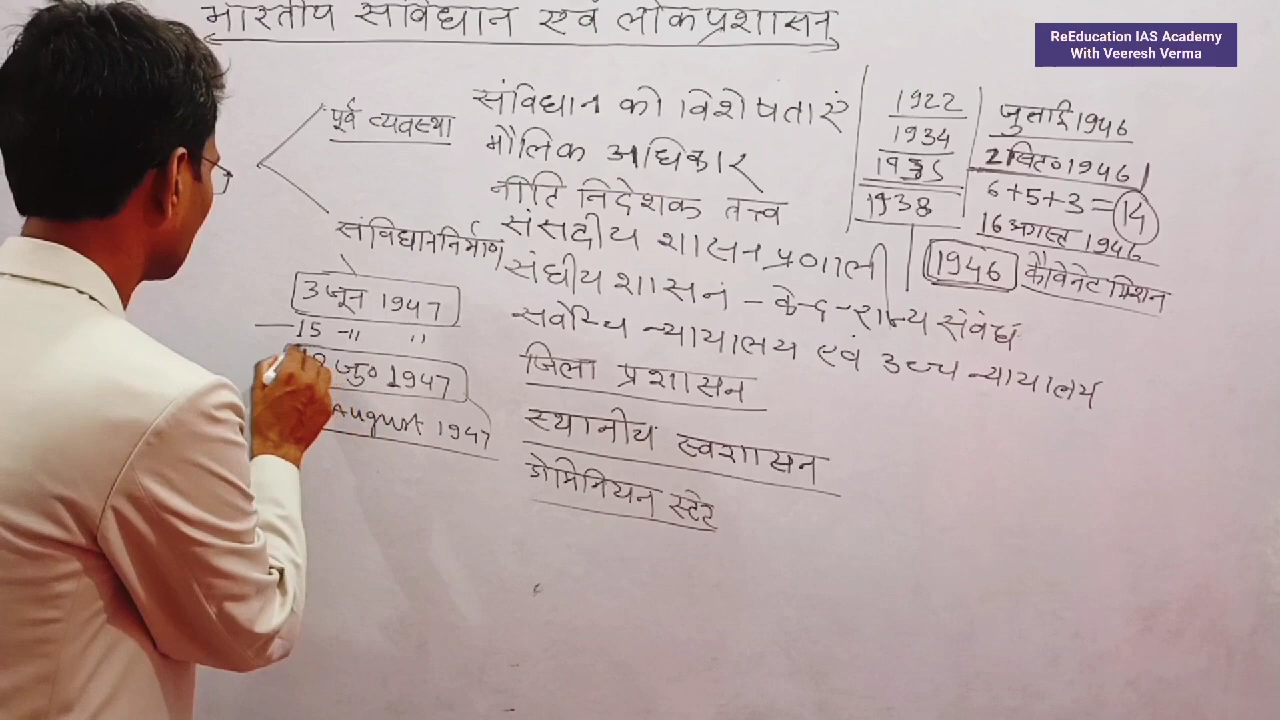 भारतीय संविधान एवं लोकप्रशासन
ReEducation IAS Academy
With Veeresh Verma
पूर्व व्यवस्था
संविधाननिर्माण
3 जून 1947
15 -〃 〃
जु० 1947
August 1947
संविधान की विशेषताएं
मौलिक अधिकार
नीति निदेशक तत्त्व
संसदीय शासन प्रणाली
संघीय शासन - केन्द्र-राज्य संबंध
सर्वोच्य न्यायालय एवं उच्च न्यायालय
जिला प्रशासन
स्थानीय स्वशासन
डोमिनियन स्टेट
1922
1934
1935
1938
जुलाई 1946
2 सित० 1946
6+5+3=14
16 अगस्त 1946
1946 कैविनेट मिशन